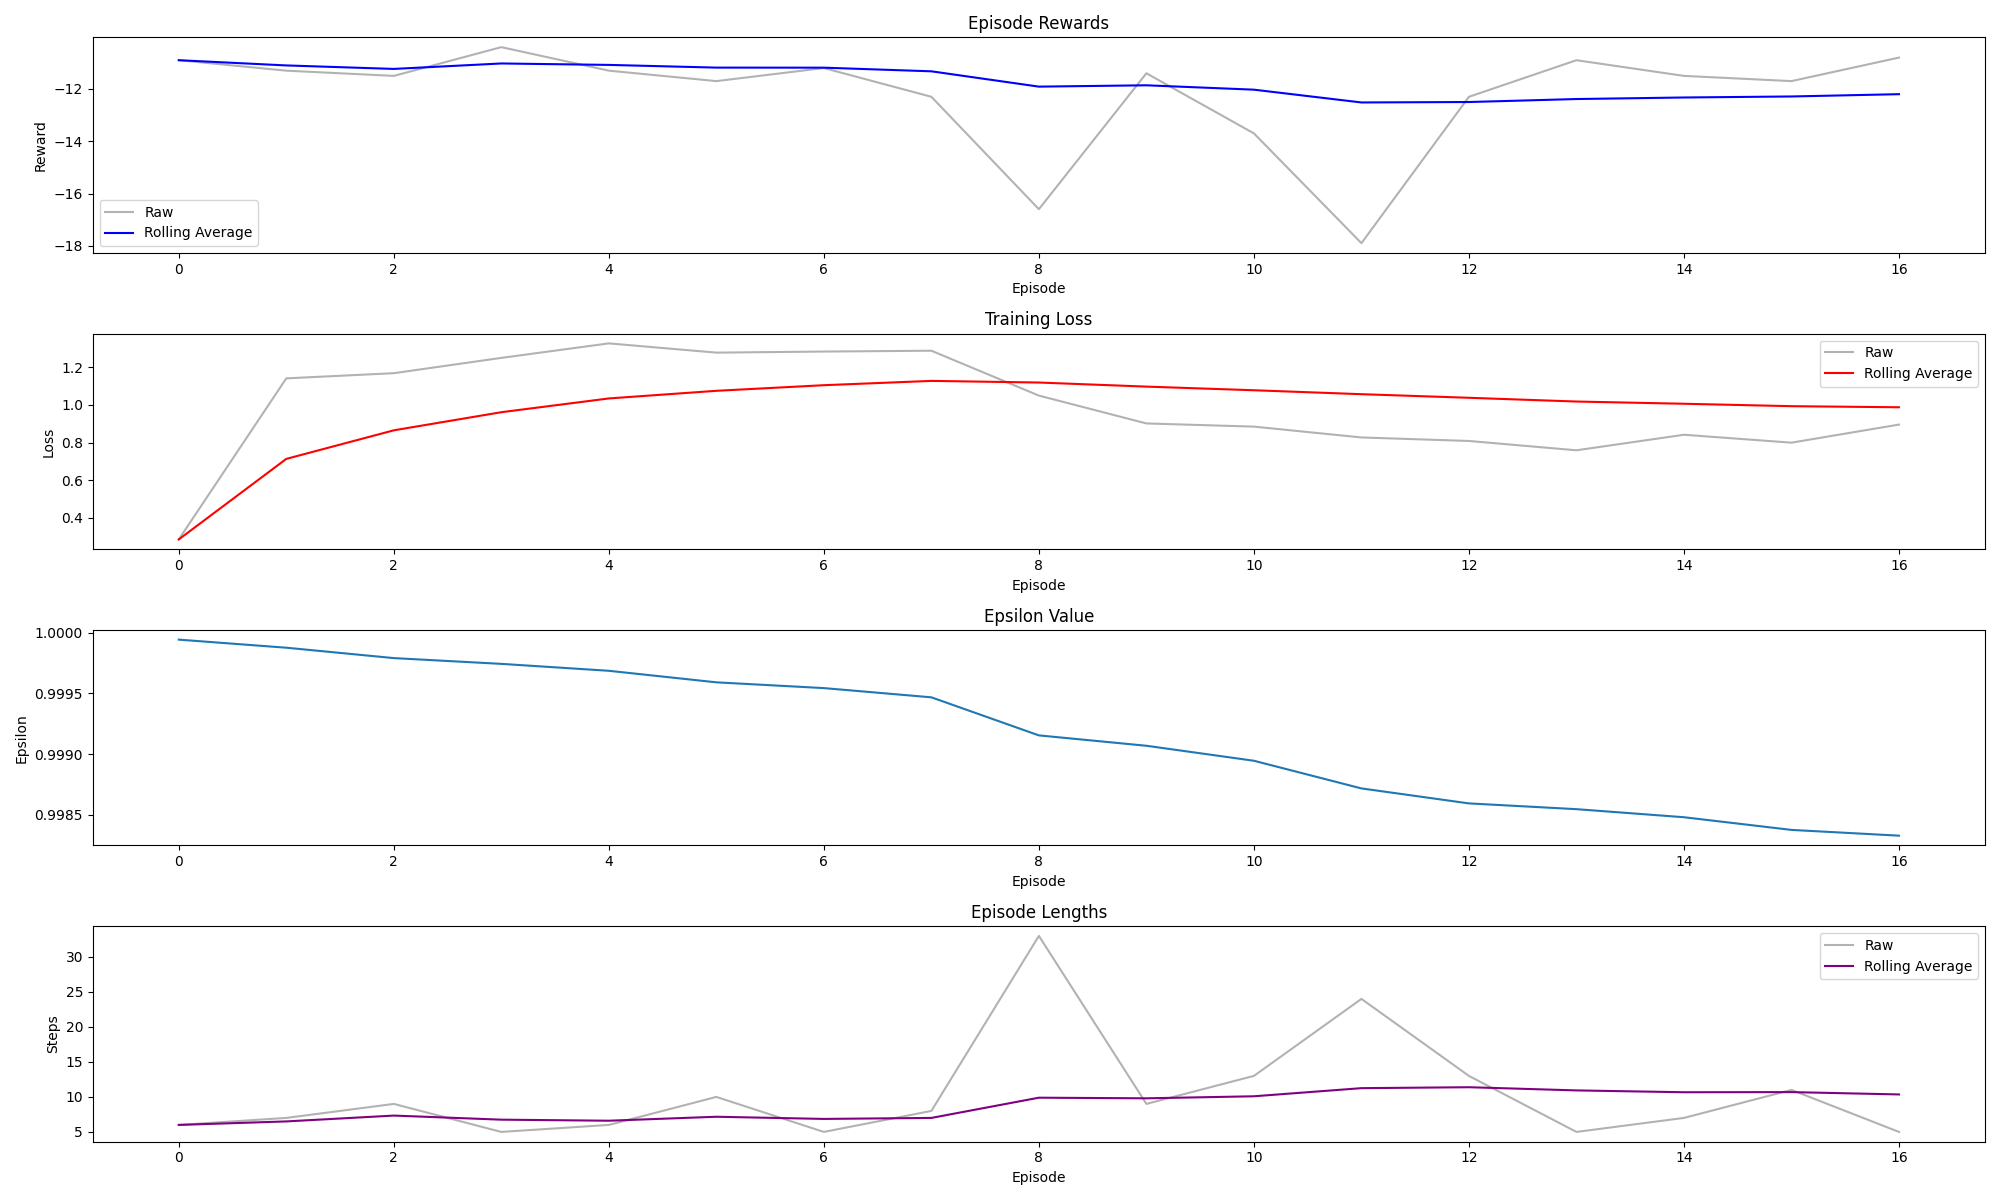 Episode Rewards
Reward
−12
−14
−16
−18
Raw
Rolling Average
0 2 4 6 8 10 12 14 16
Episode
Training Loss
Loss
1.2
1.0
0.8
0.6
0.4
Raw
Rolling Average
0 2 4 6 8 10 12 14 16
Episode
Epsilon Value
Epsilon
1.0000
0.9995
0.9990
0.9985
0 2 4 6 8 10 12 14 16
Episode
Episode Lengths
Steps
30
25
20
15
10
5
Raw
Rolling Average
0 2 4 6 8 10 12 14 16
Episode